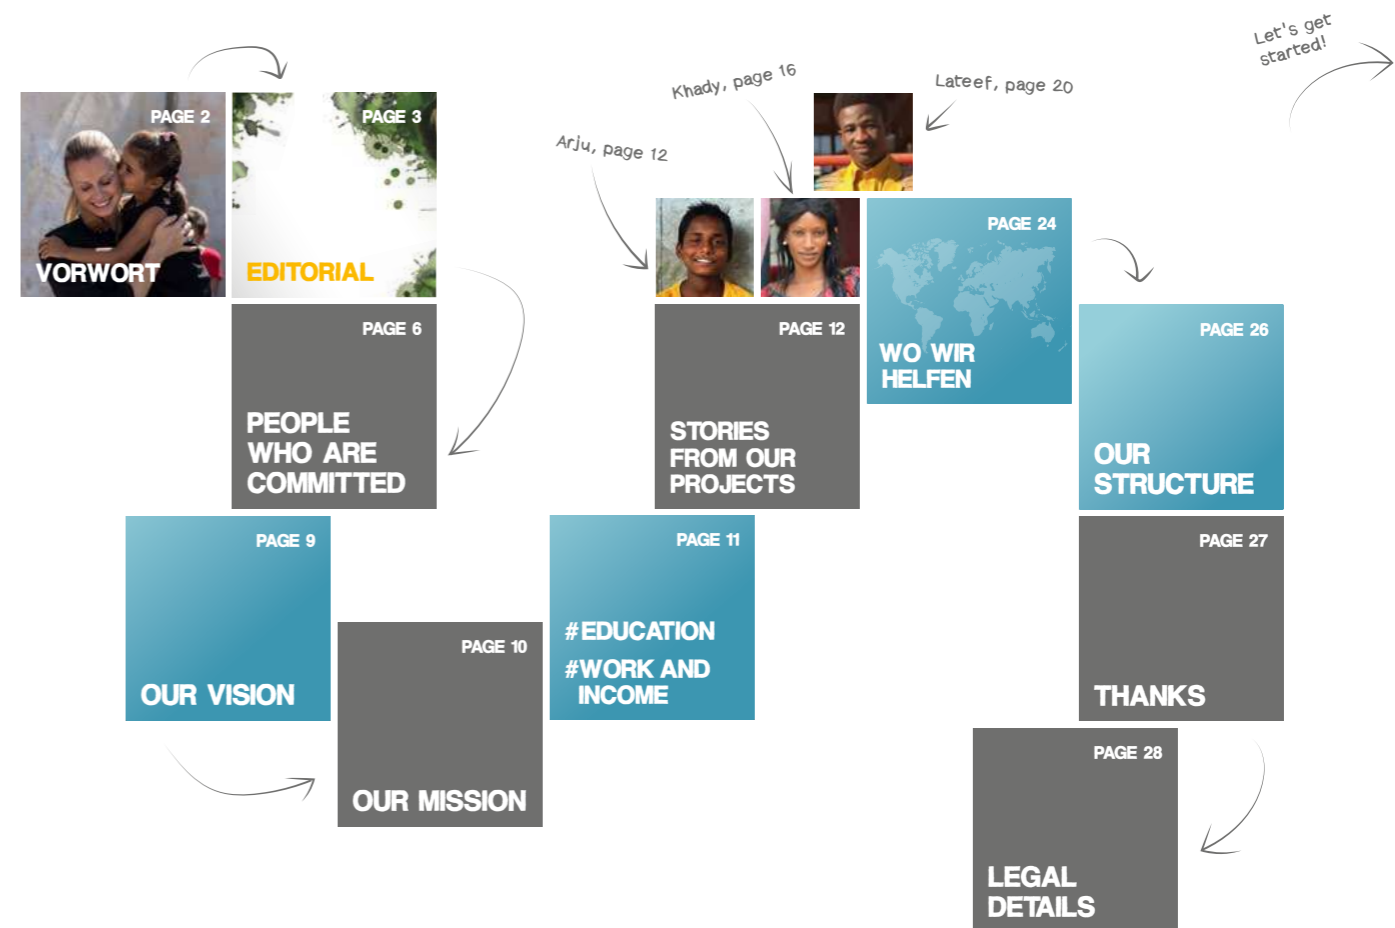 Let's get
started!
PAGE 2
VORWORT
PAGE 3
EDITORIAL
PAGE 6
PEOPLE
WHO ARE
COMMITTED
PAGE 9
OUR VISION
PAGE 10
OUR MISSION
PAGE 11
#EDUCATION
#WORK AND
INCOME
Arju, page 12
Khady, page 16
Lateef, page 20
PAGE 12
STORIES
FROM OUR
PROJECTS
PAGE 24
WO WIR
HELFEN
PAGE 26
OUR
STRUCTURE
PAGE 27
THANKS
PAGE 28
LEGAL
DETAILS